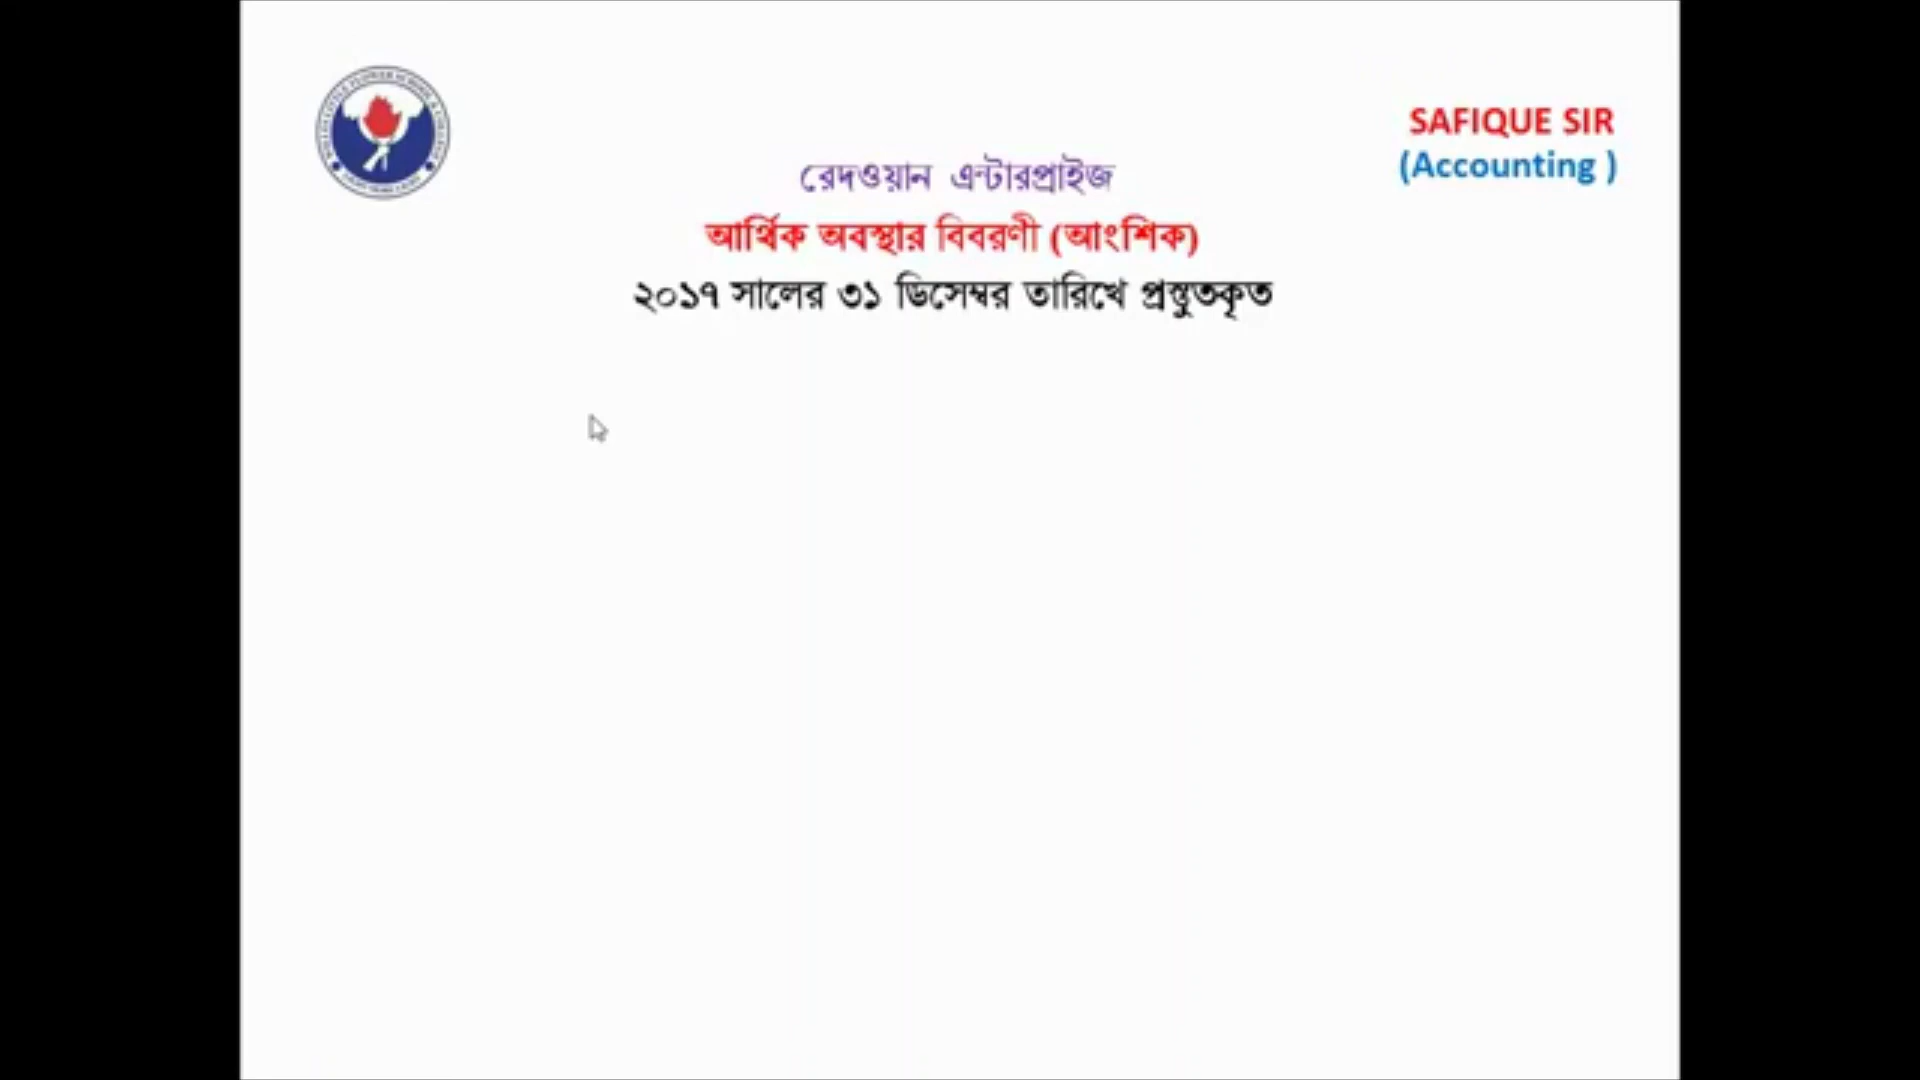 SAFIQUE SIR
(Accounting )
রেদওয়ান এন্টারপ্রাইজ
আর্থিক অবস্থার বিবরণী (আংশিক)
২০১৭ সালের ৩১ ডিসেম্বর তারিখে প্রস্তুতকৃত